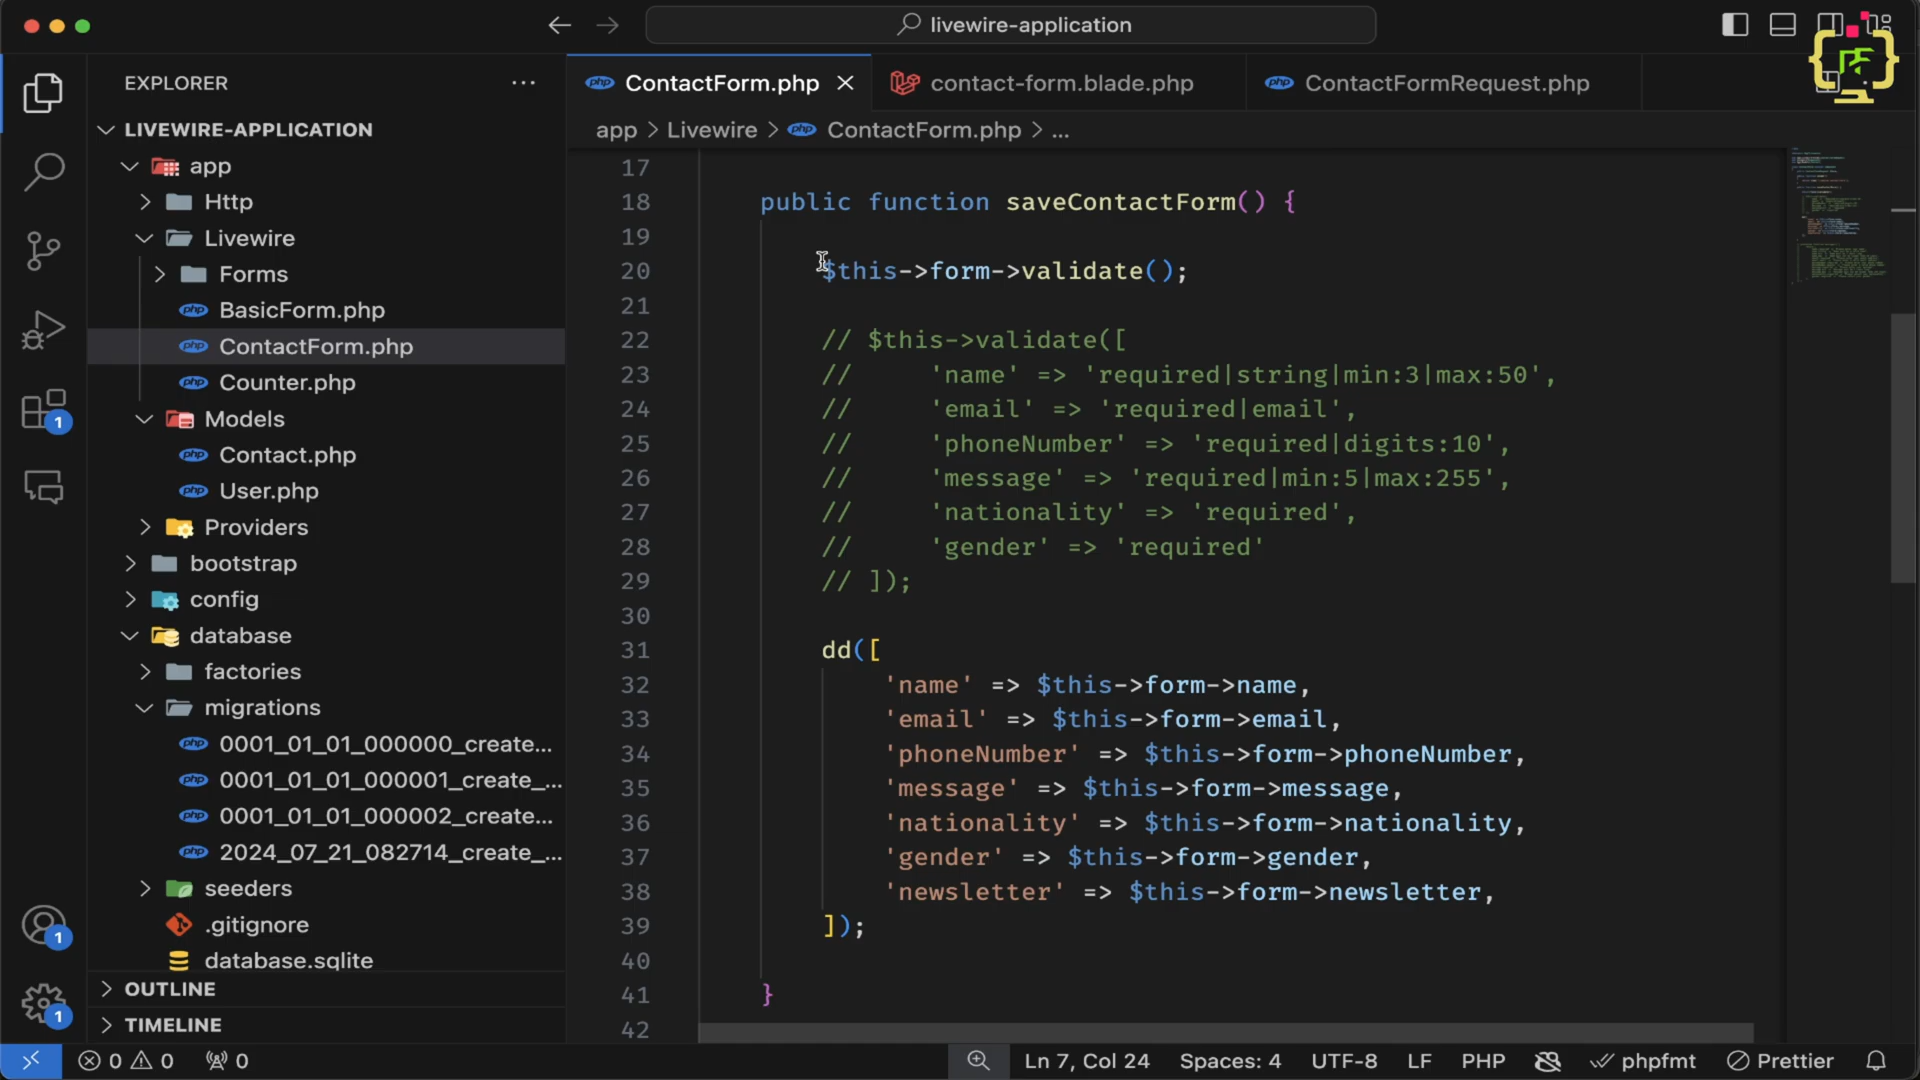 livewire-application
EXPLORER
LIVEWIRE-APPLICATION
app
Http
Livewire
Forms
BasicForm.php
ContactForm.php
Counter.php
Models
Contact.php
User.php
Providers
bootstrap
config
database
factories
migrations
0001_01_01_000000_create...
0001_01_01_000001_create_...
0001_01_01_000002_create...
2024_07_21_082714_create_...
seeders
.gitignore
database.sqlite
OUTLINE
TIMELINE
ContactForm.php
contact-form.blade.php
ContactFormRequest.php
app > Livewire > ContactForm.php > ...
17
18 public function saveContactForm() {
19
20 $this->form->validate();
21
22 // $this->validate([
23 // 'name' => 'required|string|min:3|max:50',
24 // 'email' => 'required|email',
25 // 'phoneNumber' => 'required|digits:10',
26 // 'message' => 'required|min:5|max:255',
27 // 'nationality' => 'required',
28 // 'gender' => 'required'
29 // ]);
30
31 dd([
32 'name' => $this->form->name,
33 'email' => $this->form->email,
34 'phoneNumber' => $this->form->phoneNumber,
35 'message' => $this->form->message,
36 'nationality' => $this->form->nationality,
37 'gender' => $this->form->gender,
38 'newsletter' => $this->form->newsletter,
39 ]);
40
41 }
42
1
1
1
0 0 0
Ln 7, Col 24 Spaces: 4 UTF-8 LF PHP phpfmt Prettier